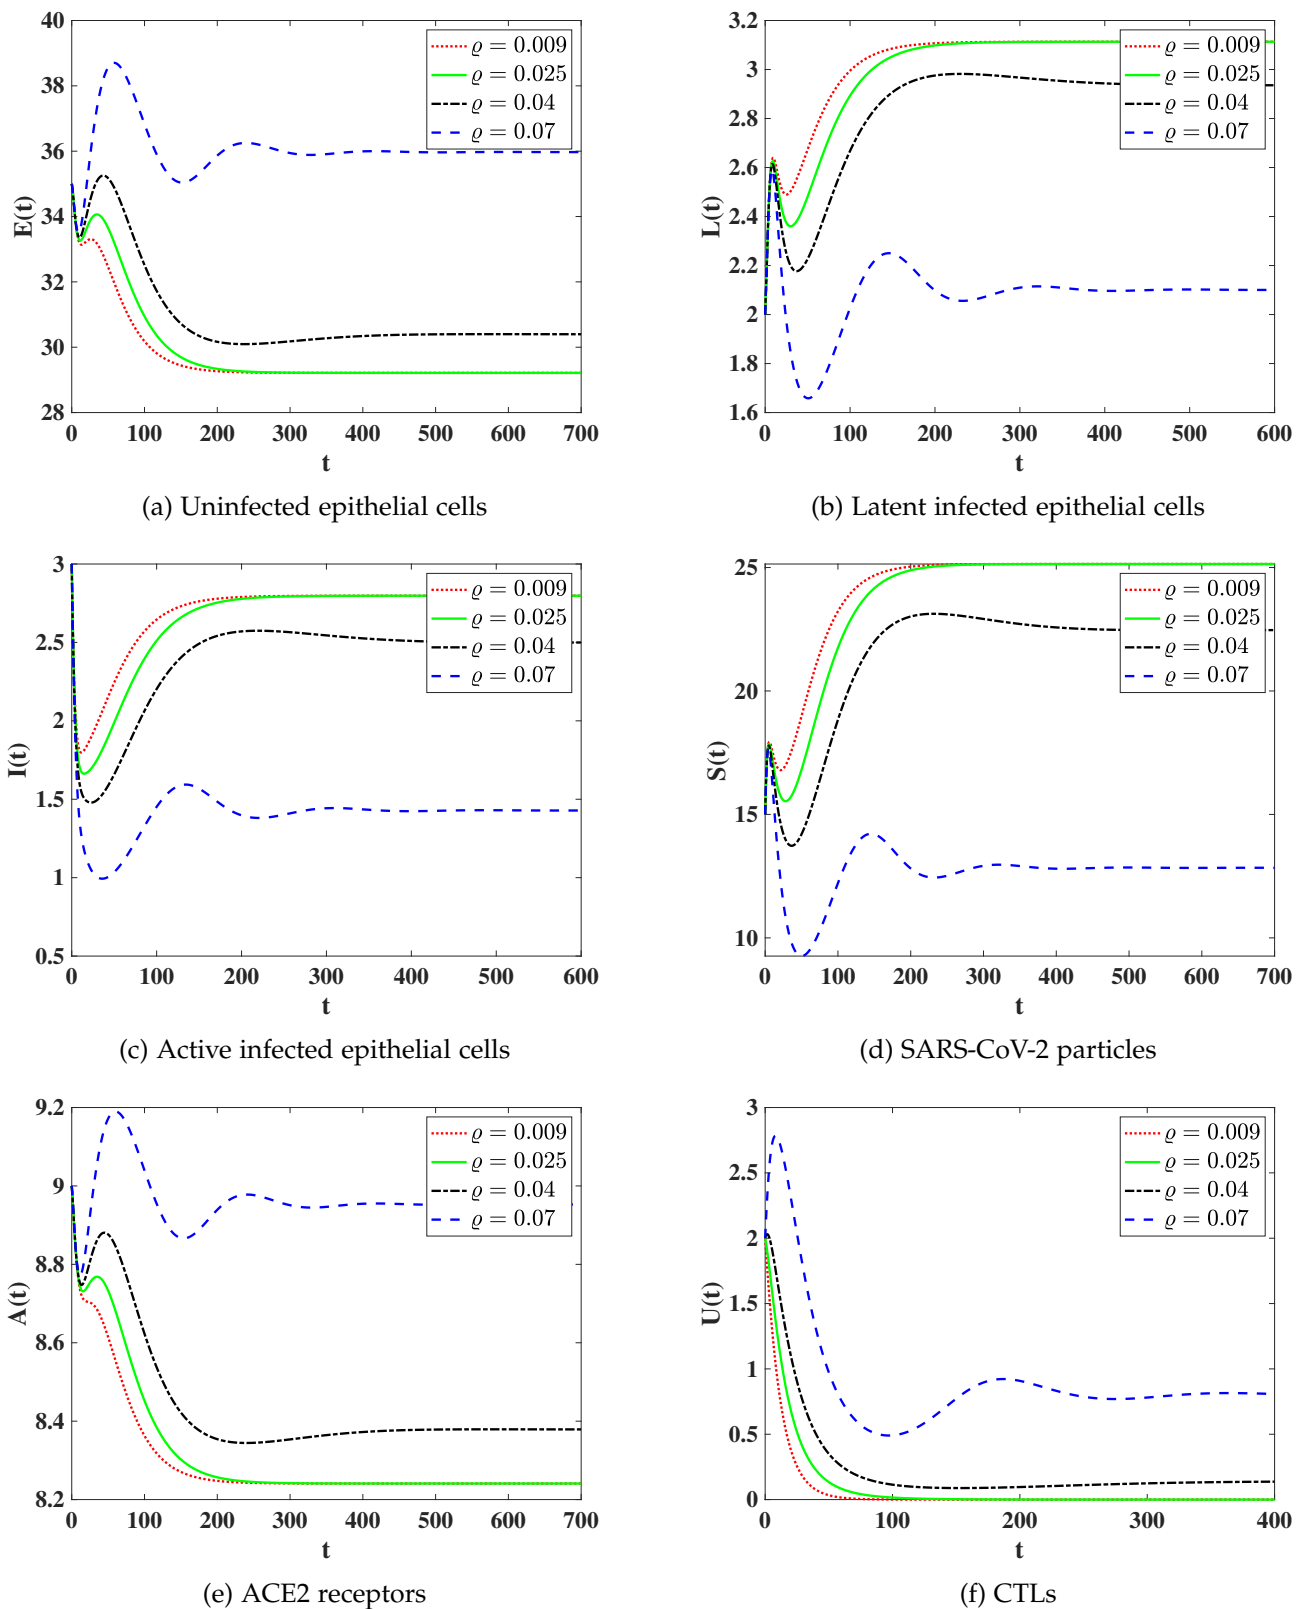 40
38
36
34
32
30
28
E(t)
0 100 200 300 400 500 600 700
t
ϱ = 0.009
ϱ = 0.025
ϱ = 0.04
ϱ = 0.07
(a) Uninfected epithelial cells
3.2
3
2.8
2.6
2.4
2.2
2
1.8
1.6
L(t)
0 100 200 300 400 500 600
t
ϱ = 0.009
ϱ = 0.025
ϱ = 0.04
ϱ = 0.07
(b) Latent infected epithelial cells
3
2.5
2
1.5
1
0.5
I(t)
0 100 200 300 400 500 600
t
ϱ = 0.009
ϱ = 0.025
ϱ = 0.04
ϱ = 0.07
(c) Active infected epithelial cells
25
20
15
10
S(t)
0 100 200 300 400 500 600 700
t
ϱ = 0.009
ϱ = 0.025
ϱ = 0.04
ϱ = 0.07
(d) SARS-CoV-2 particles
9.2
9
8.8
8.6
8.4
8.2
A(t)
0 100 200 300 400 500 600 700
t
ϱ = 0.009
ϱ = 0.025
ϱ = 0.04
ϱ = 0.07
(e) ACE2 receptors
3
2.5
2
1.5
1
0.5
0
U(t)
0 100 200 300 400
t
ϱ = 0.009
ϱ = 0.025
ϱ = 0.04
ϱ = 0.07
(f) CTLs